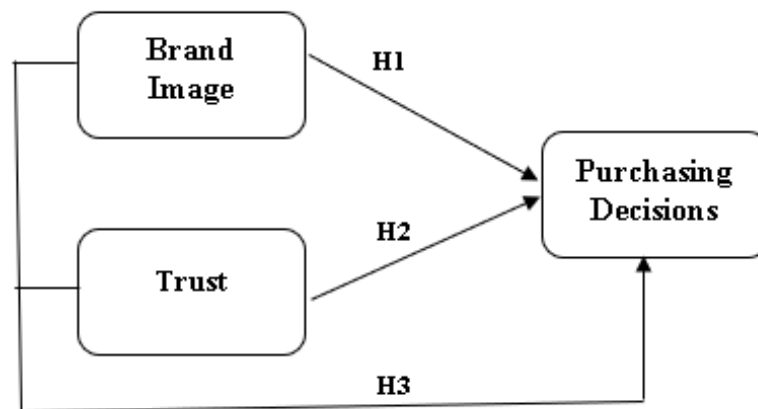 Brand
Image
H1
Purchasing
Decisions
H2
Trust
H3